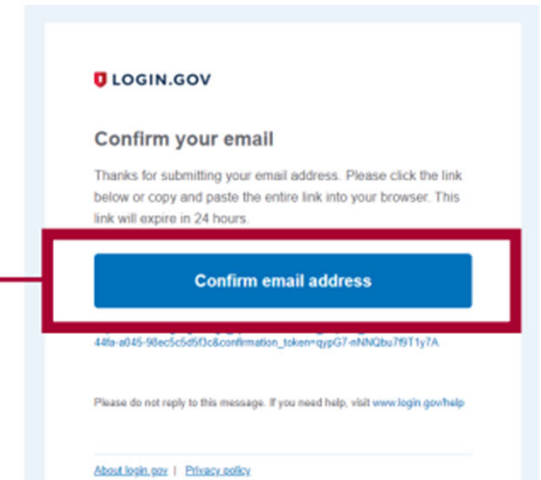 LOGIN.GOV
Confirm your email
Thanks for submitting your email address. Please click the link
below or copy and paste the entire link into your browser. This
link will expire in 24 hours.
Confirm email address
44fa-a045-98ec5c5d5f3c&confirmation_token=qypG7-nNNQbu7f9T1y7A
Please do not reply to this message. If you need help, visit www.login.gov/help
About login.gov | Privacy policy